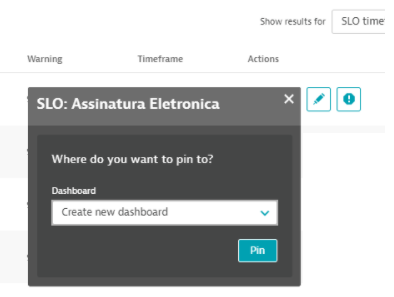 Show results for SLO time
Warning Timeframe Actions
SLO: Assinatura Eletronica
Where do you want to pin to?
Dashboard
Create new dashboard
Pin